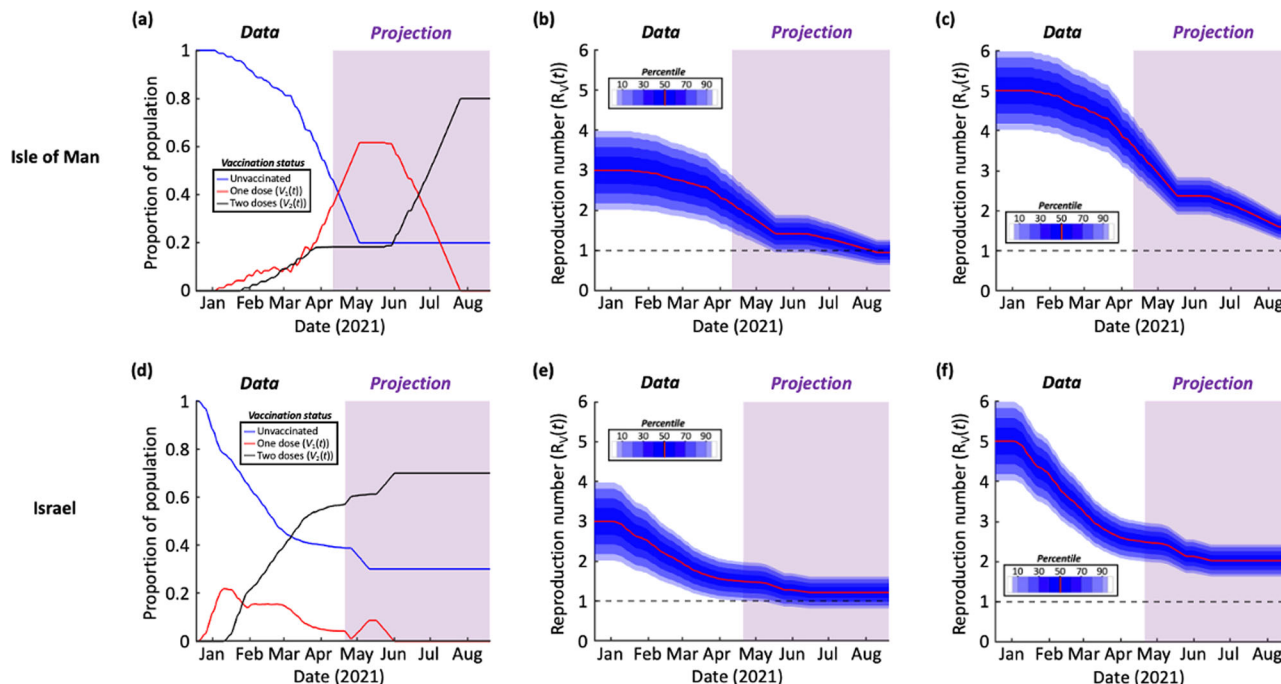 (a)
Data Projection
Isle of Man
Proportion of population
1
0.8
0.6
0.4
0.2
0
Vaccination status
Unvaccinated
One dose (V₁(t))
Two doses (V₂(t))
Jan Feb Mar Apr May Jun Jul Aug
Date (2021)
(b)
Data Projection
Reproduction number (Rᵥ(t))
6
5
4
3
2
1
0
Percentile
10 30 50 70 90
Jan Feb Mar Apr May Jun Jul Aug
Date (2021)
(c)
Data Projection
Reproduction number (Rᵥ(t))
6
5
4
3
2
1
0
Percentile
10 30 50 70 90
Jan Feb Mar Apr May Jun Jul Aug
Date (2021)
(d)
Data Projection
Israel
Proportion of population
1
0.8
0.6
0.4
0.2
0
Vaccination status
Unvaccinated
One dose (V₁(t))
Two doses (V₂(t))
Jan Feb Mar Apr May Jun Jul Aug
Date (2021)
(e)
Data Projection
Reproduction number (Rᵥ(t))
6
5
4
3
2
1
0
Percentile
10 30 50 70 90
Jan Feb Mar Apr May Jun Jul Aug
Date (2021)
(f)
Data Projection
Reproduction number (Rᵥ(t))
6
5
4
3
2
1
0
Percentile
10 30 50 70 90
Jan Feb Mar Apr May Jun Jul Aug
Date (2021)